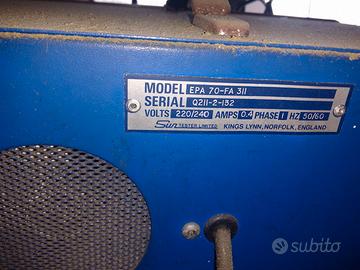 MODEL EPA 70-FA 311
SERIAL Q211-2-132
VOLTS 220/240 AMPS 0.4 PHASE 1 HZ 50/60
Sun TESTER LIMITED KINGS LYNN, NORFOLK, ENGLAND
subito